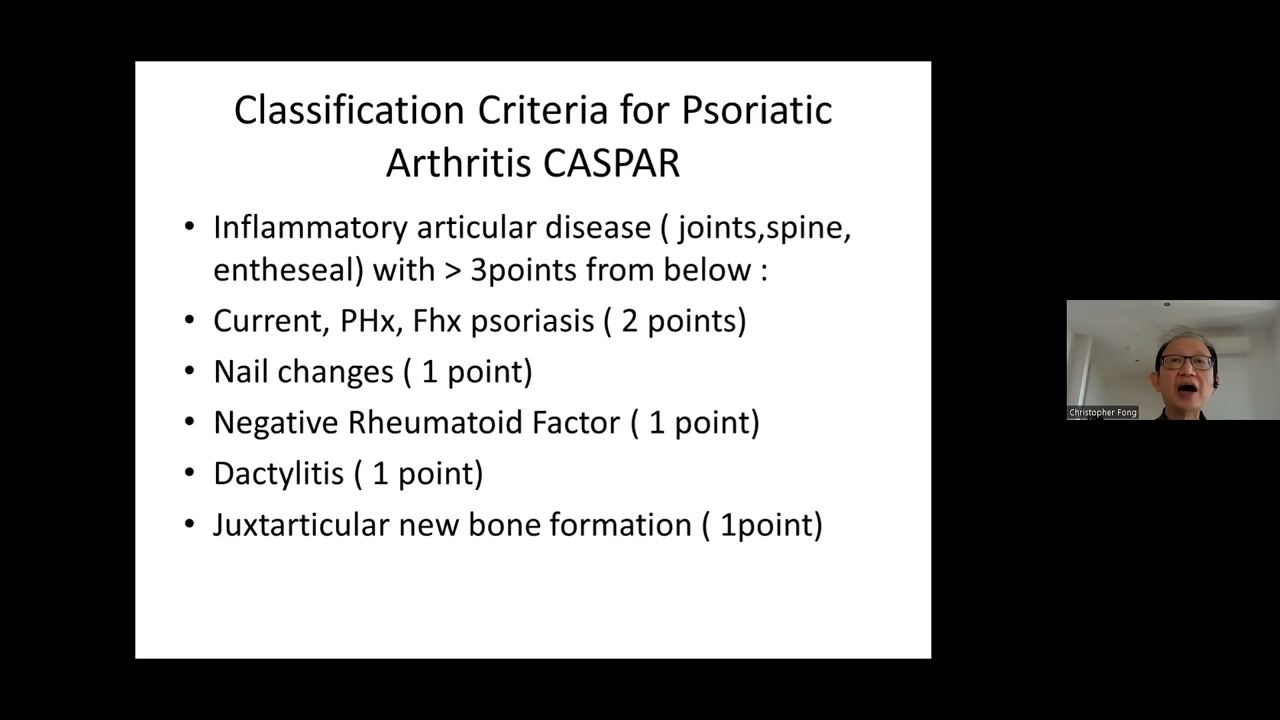 Classification Criteria for Psoriatic
Arthritis CASPAR
• Inflammatory articular disease ( joints,spine,
entheseal) with > 3points from below :
• Current, PHx, Fhx psoriasis ( 2 points)
• Nail changes ( 1 point)
• Negative Rheumatoid Factor ( 1 point)
• Dactylitis ( 1 point)
• Juxtarticular new bone formation ( 1point)
Christopher Fong